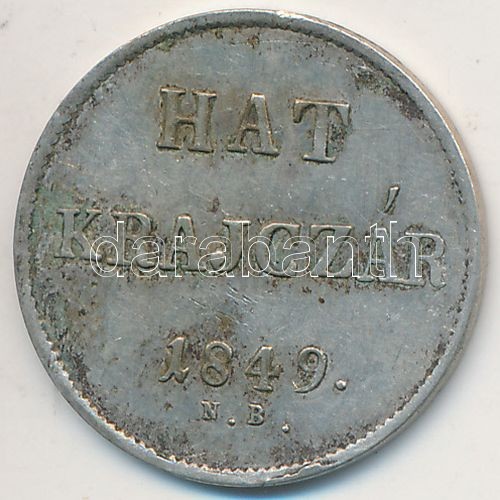 HAT
KRAJCZÁR
darabanth
1849.
N.B.